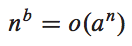 n^b = o(a^n)